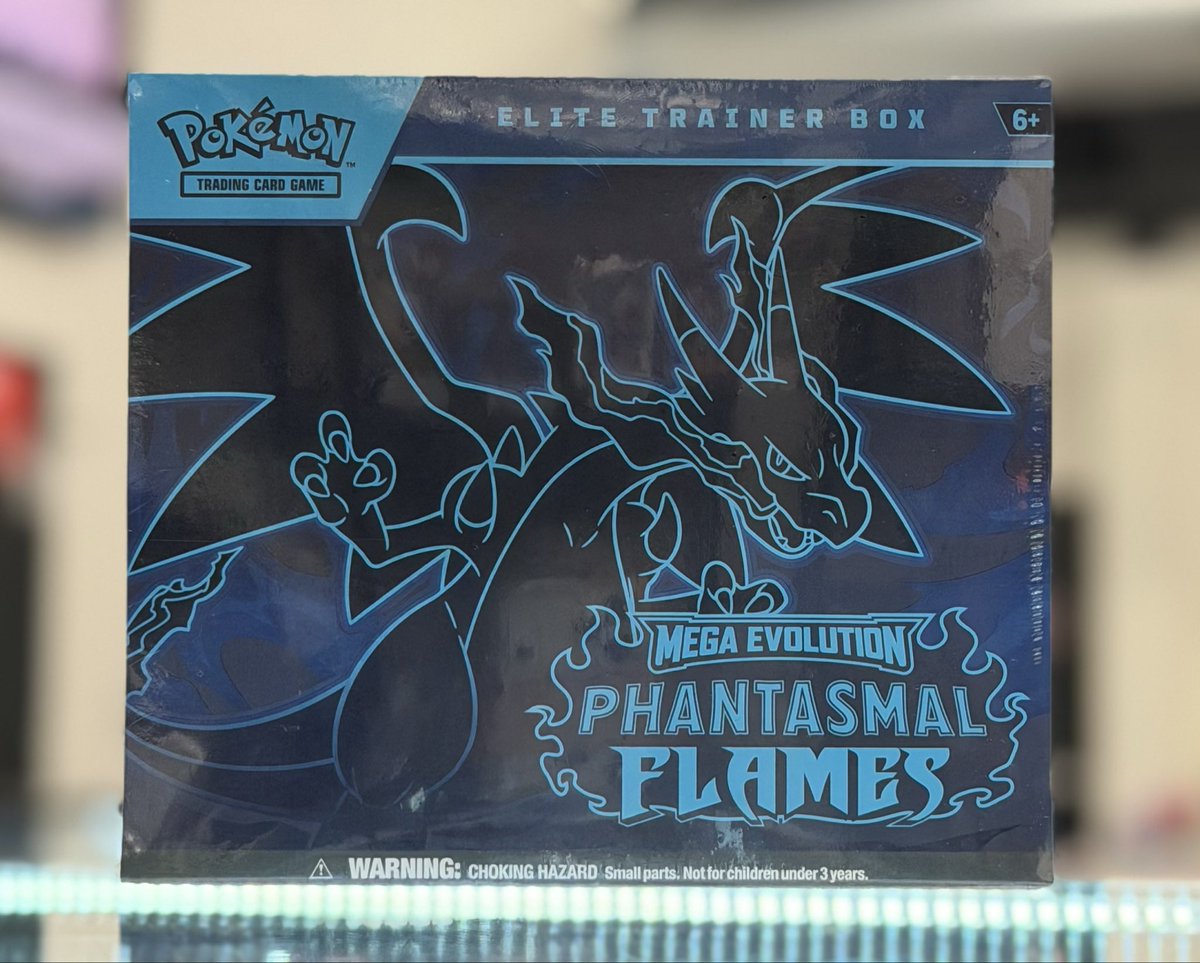 POKéMON™
TRADING CARD GAME
ELITE TRAINER BOX
6+
MEGA EVOLUTION
PHANTASMAL
FLAMES
WARNING: CHOKING HAZARD Small parts. Not for children under 3 years.